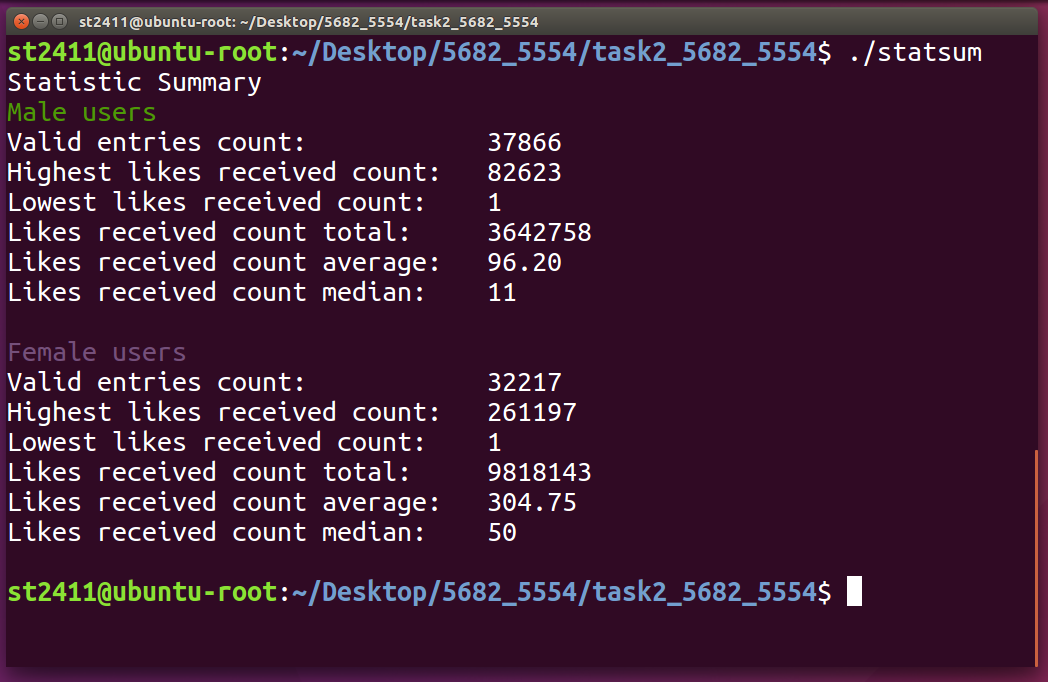 st2411@ubuntu-root: ~/Desktop/5682_5554/task2_5682_5554
st2411@ubuntu-root:~/Desktop/5682_5554/task2_5682_5554$ ./statsum
Statistic Summary
Male users
Valid entries count: 37866
Highest likes received count: 82623
Lowest likes received count: 1
Likes received count total: 3642758
Likes received count average: 96.20
Likes received count median: 11
Female users
Valid entries count: 32217
Highest likes received count: 261197
Lowest likes received count: 1
Likes received count total: 9818143
Likes received count average: 304.75
Likes received count median: 50
st2411@ubuntu-root:~/Desktop/5682_5554/task2_5682_5554$